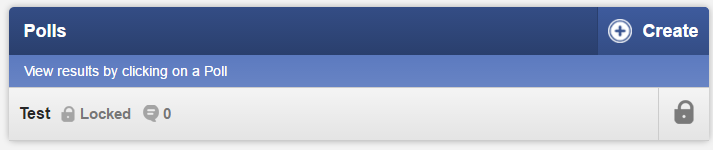 Polls Create
View results by clicking on a Poll
Test Locked 0